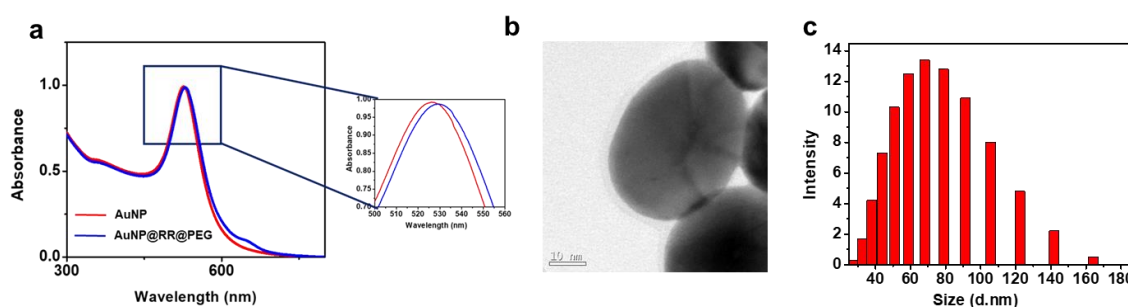 a
Absorbance
1.0
0.5
0.0
300
600
Wavelength (nm)
AuNP
AuNP@RR@PEG
Absorbance
1.00
0.95
0.90
0.85
0.80
0.75
0.70
500 510 520 530 540 550 560
Wavelength (nm)
b
10 nm
c
Intensity
14
12
10
8
6
4
2
0
40 60 80 100 120 140 160 180
Size (d.nm)